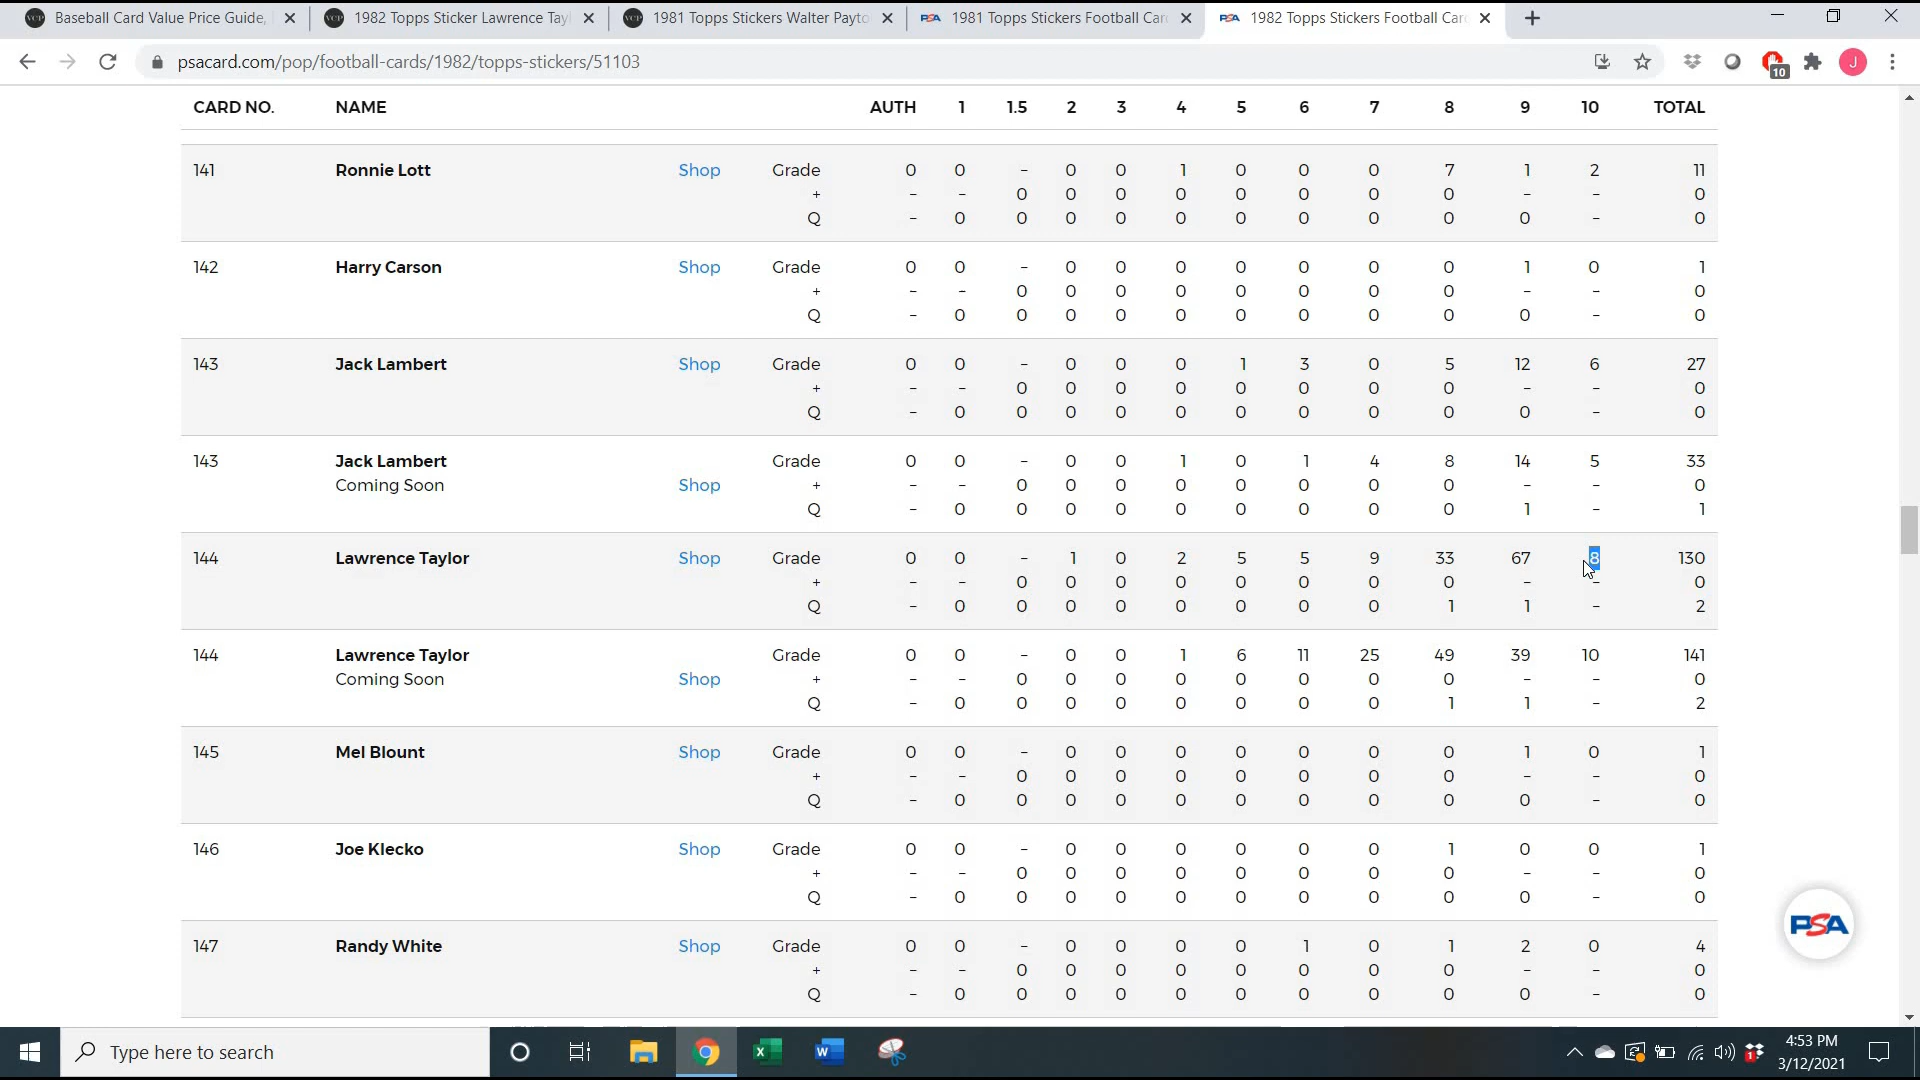 Baseball Card Value Price Guide, 1982 Topps Sticker Lawrence Tayl 1981 Topps Stickers Walter Payto 1981 Topps Stickers Football Car 1982 Topps Stickers Football Car
psacard.com/pop/football-cards/1982/topps-stickers/51103 10 J
CARD NO. NAME AUTH 1 1.5 2 3 4 5 6 7 8 9 10 TOTAL
141 Ronnie Lott Shop Grade 0 0 - 0 0 1 0 0 0 7 1 2 11
+ - - 0 0 0 0 0 0 0 0 - - 0
Q - 0 0 0 0 0 0 0 0 0 0 - 0
142 Harry Carson Shop Grade 0 0 - 0 0 0 0 0 0 0 1 0 1
+ - - 0 0 0 0 0 0 0 0 - - 0
Q - 0 0 0 0 0 0 0 0 0 0 - 0
143 Jack Lambert Shop Grade 0 0 - 0 0 0 1 3 0 5 12 6 27
+ - - 0 0 0 0 0 0 0 0 - - 0
Q - 0 0 0 0 0 0 0 0 0 0 - 0
143 Jack Lambert Grade 0 0 - 0 0 1 0 1 4 8 14 5 33
Coming Soon Shop + - - 0 0 0 0 0 0 0 0 - - 0
Q - 0 0 0 0 0 0 0 0 0 1 - 1
144 Lawrence Taylor Shop Grade 0 0 - 1 0 2 5 5 9 33 67 8 130
+ - - 0 0 0 0 0 0 0 0 - - 0
Q - 0 0 0 0 0 0 0 0 1 1 - 2
144 Lawrence Taylor Grade 0 0 - 0 0 1 6 11 25 49 39 10 141
Coming Soon Shop + - - 0 0 0 0 0 0 0 0 - - 0
Q - 0 0 0 0 0 0 0 0 1 1 - 2
145 Mel Blount Shop Grade 0 0 - 0 0 0 0 0 0 0 1 0 1
+ - - 0 0 0 0 0 0 0 0 - - 0
Q - 0 0 0 0 0 0 0 0 0 0 - 0
146 Joe Klecko Shop Grade 0 0 - 0 0 0 0 0 0 1 0 0 1
+ - - 0 0 0 0 0 0 0 0 - - 0
Q - 0 0 0 0 0 0 0 0 0 0 - 0
PSA
147 Randy White Shop Grade 0 0 - 0 0 0 0 1 0 1 2 0 4
+ - - 0 0 0 0 0 0 0 0 - - 0
Q - 0 0 0 0 0 0 0 0 0 0 - 0
Type here to search
4:53 PM
3/12/2021